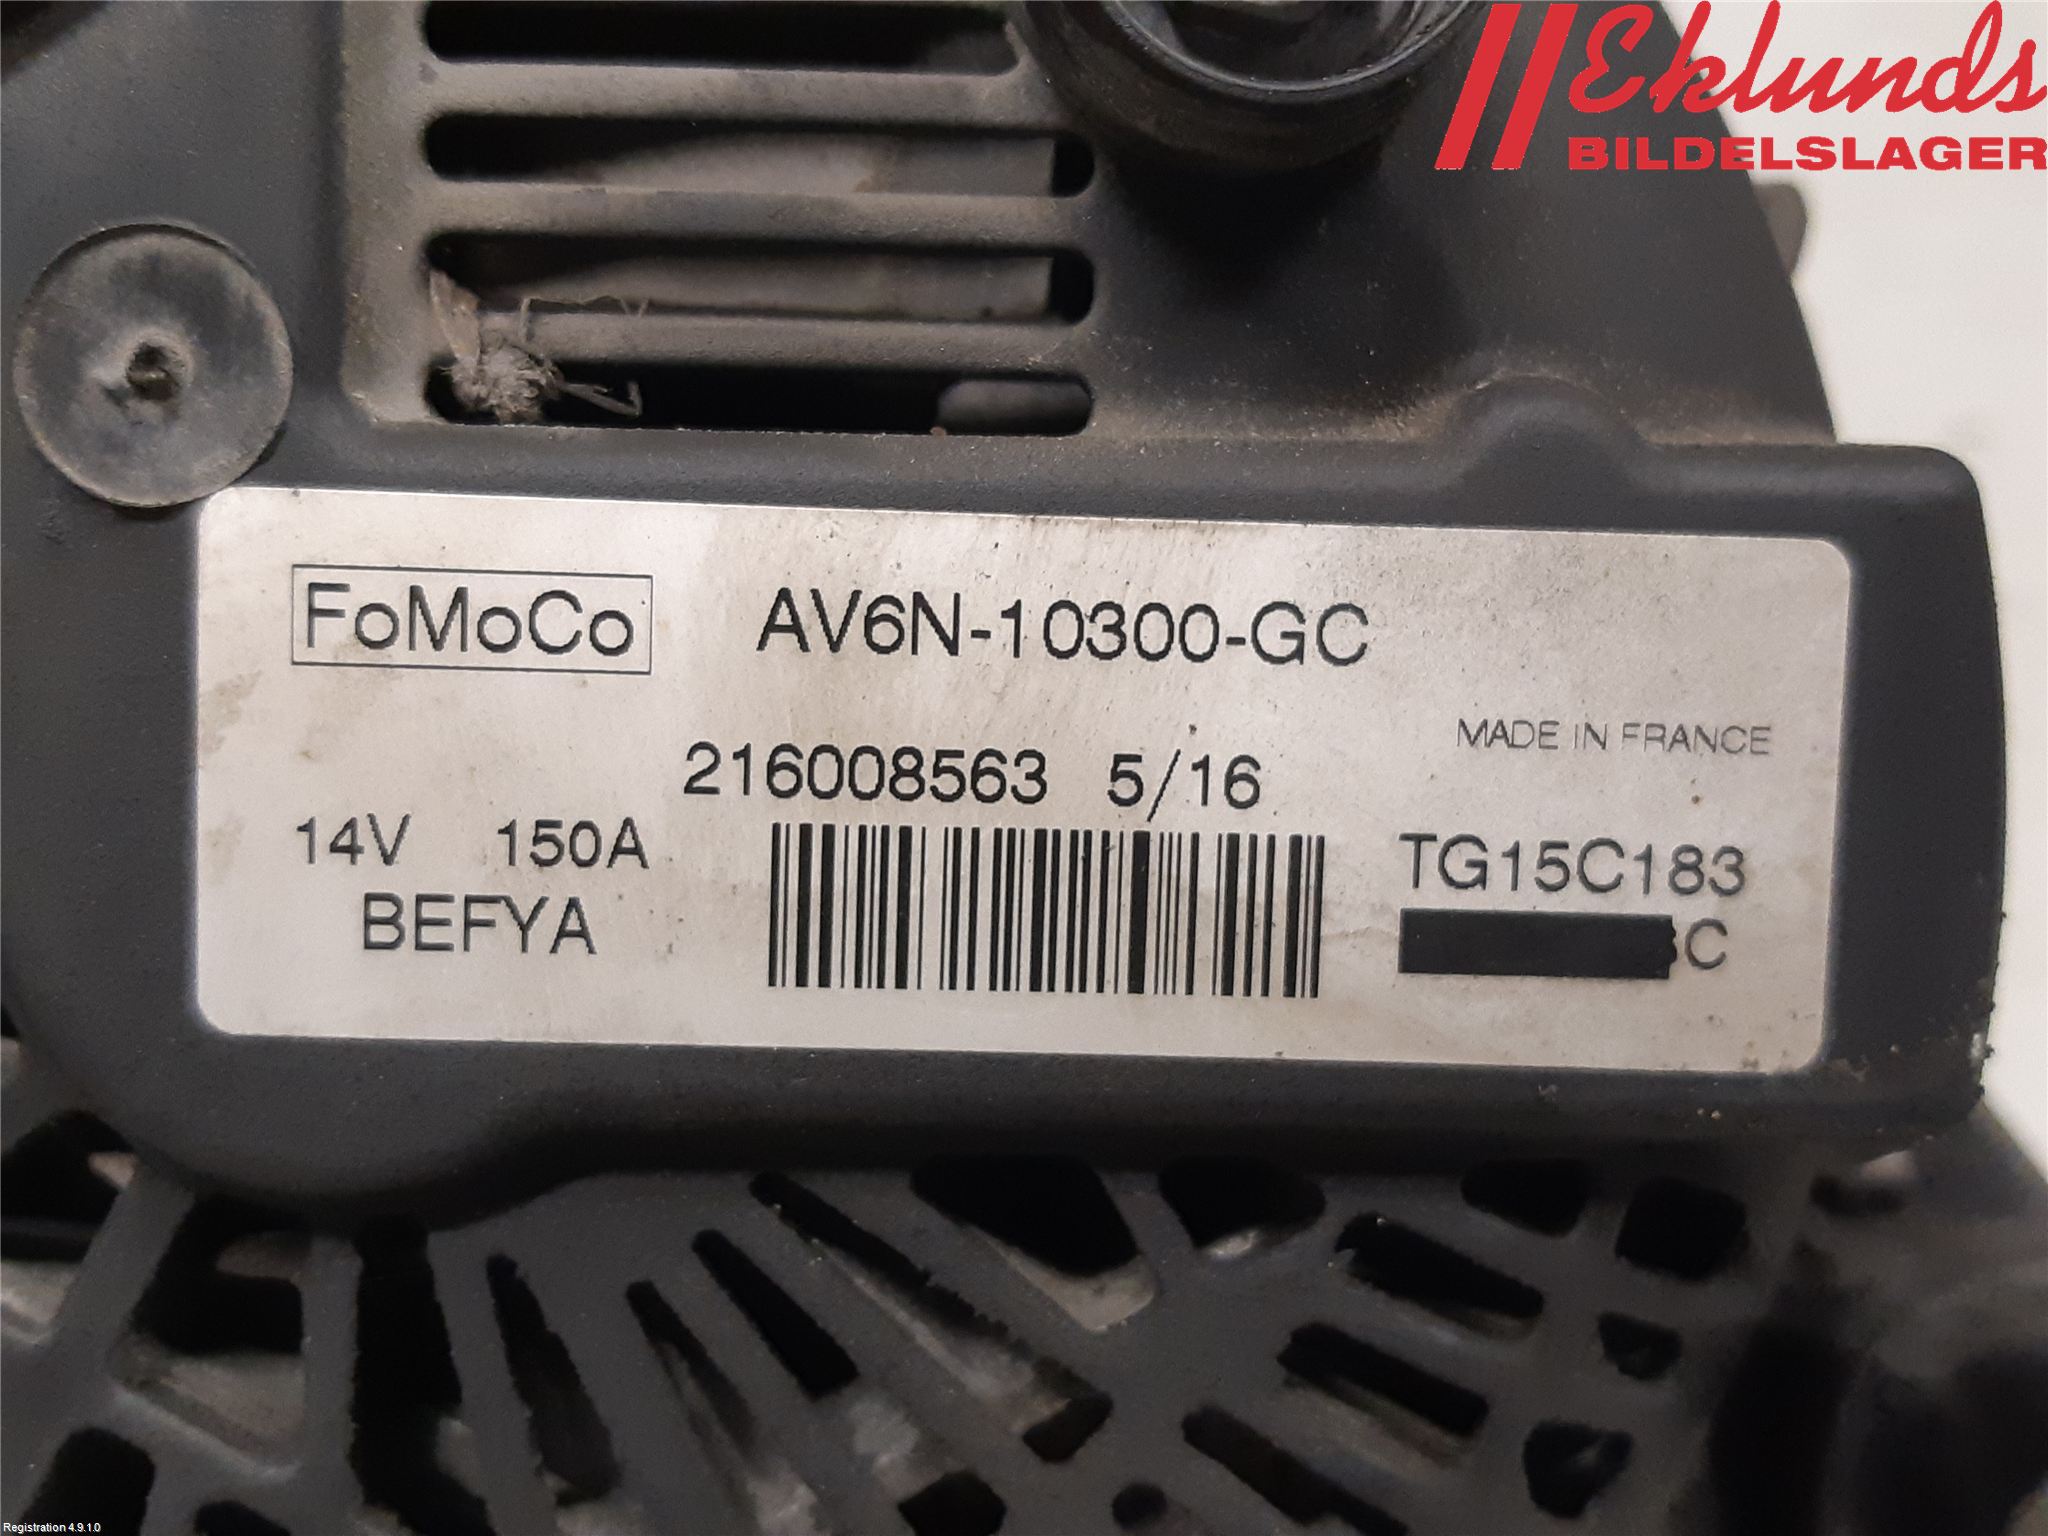 Eklunds
BILDELSLAGER
FoMoCo AV6N-10300-GC
MADE IN FRANCE
216008563 5/16
14V 150A
TG15C183
BEFYA
C
Registration 4.9.1.0